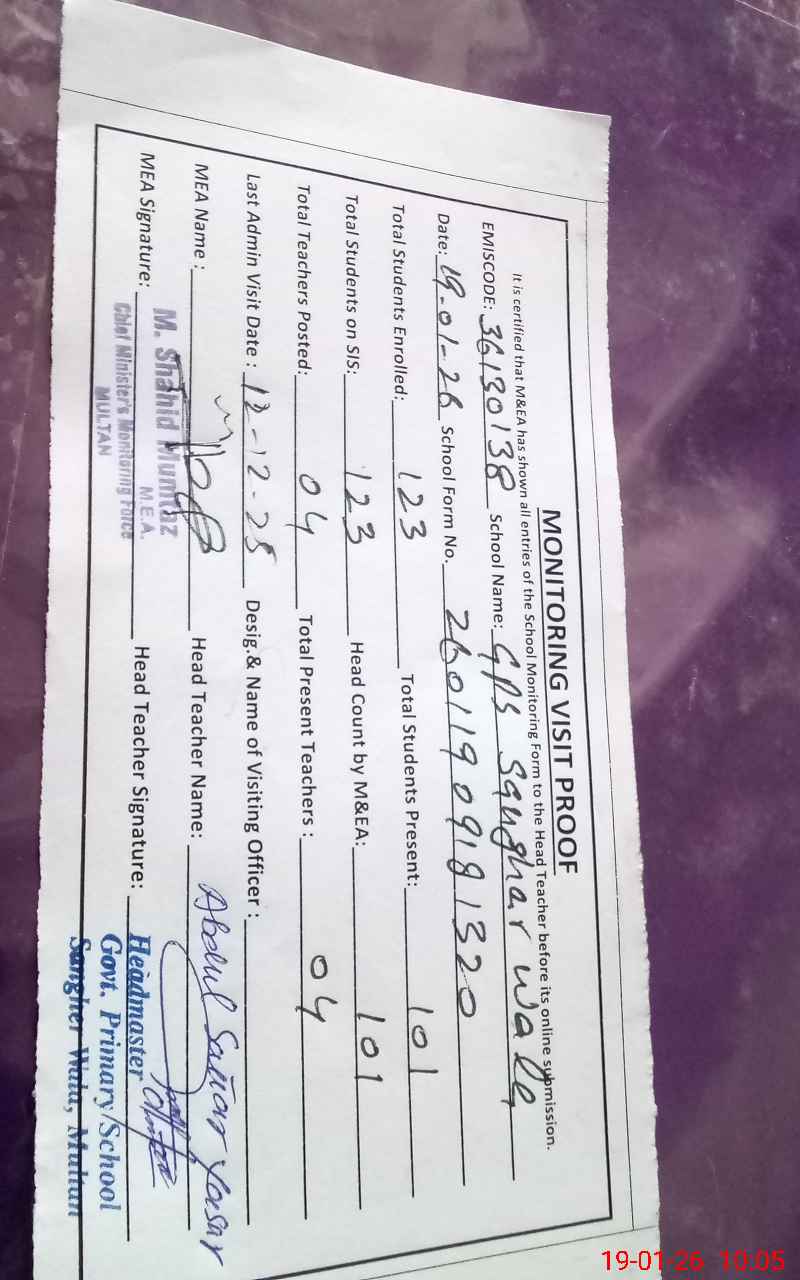 MONITORING VISIT PROOF
It is certified that M&EA has shown all entries of the School Monitoring Form to the Head Teacher before its online submission.
EMISCODE: 36130138 School Name: GPS Sanghar wala
Date: 19-01-26 School Form No. 26011909181320
Total Students Enrolled: 123 Total Students Present: 101
Total Students on SIS: 123 Head Count by M&EA: 101
Total Teachers Posted: 04 Total Present Teachers : 04
Last Admin Visit Date : 12-12-25 Desig.& Name of Visiting Officer :
MEA Name : Head Teacher Name: Abdul Sattar Yasar
MEA Signature: Head Teacher Signature:
M. Shahid Mumtaz
M.E.A.
Chief Minister's Monitoring Force
MULTAN
Headmaster
Govt. Primary School
Sangher Wala, Multan
19-01-26 10:05